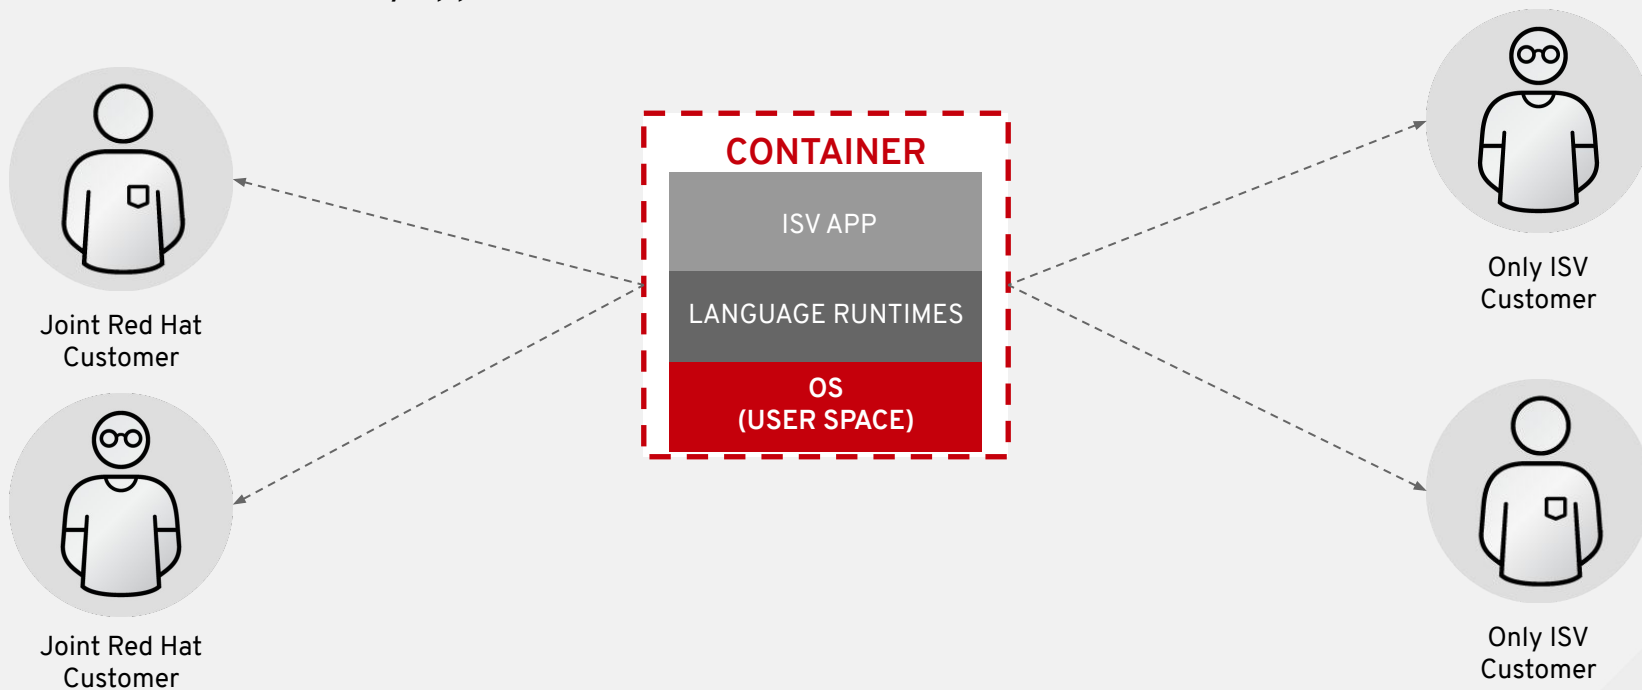 CONTAINER
ISV APP
LANGUAGE RUNTIMES
OS
(USER SPACE)
Joint Red Hat
Customer
Joint Red Hat
Customer
Only ISV
Customer
Only ISV
Customer